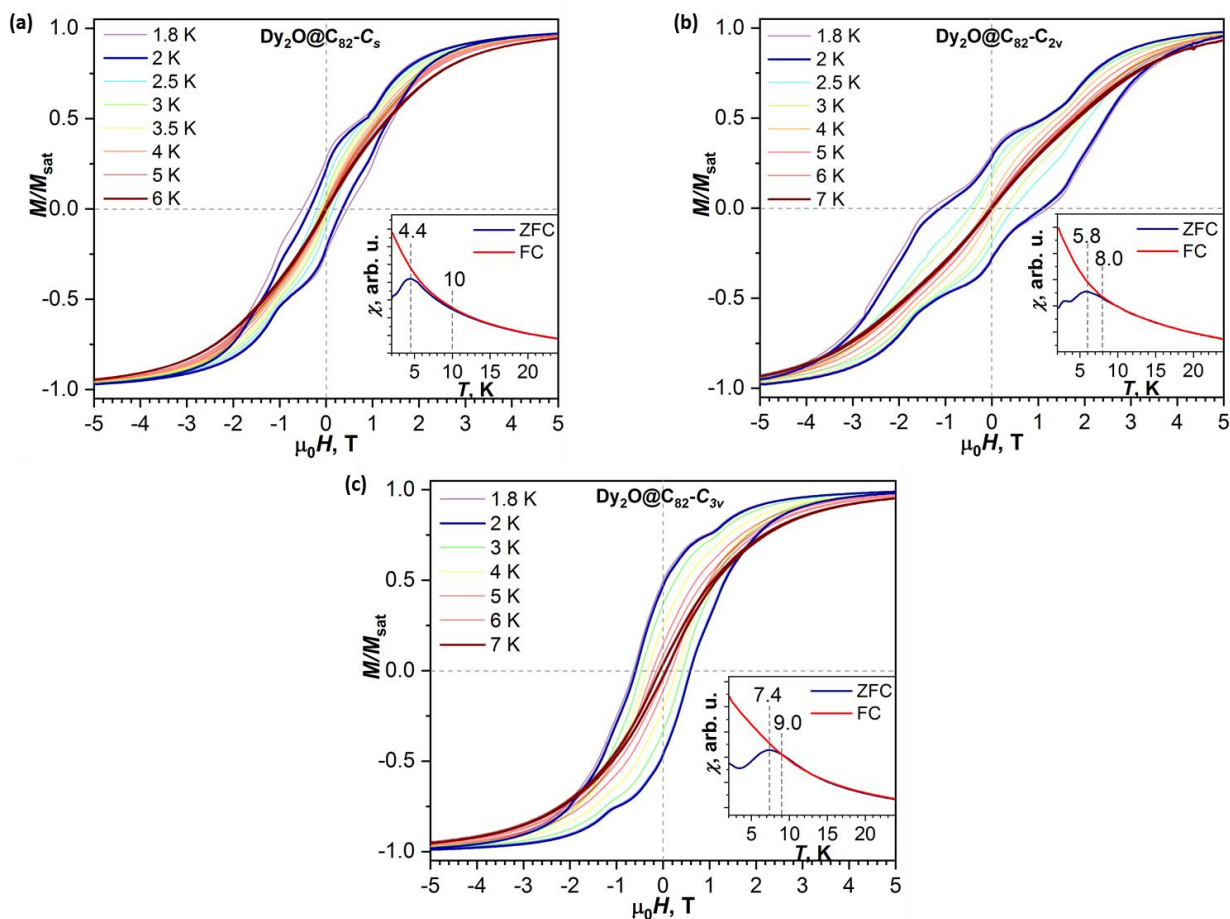 (a)
Dy2O@C82-Cs
1.8 K
2 K
2.5 K
3 K
3.5 K
4 K
5 K
6 K
M/Msat
1.0
0.5
0.0
-0.5
-1.0
-5 -4 -3 -2 -1 0 1 2 3 4 5
μ0H, T
ZFC
FC
4.4
10
χ, arb. u.
5 10 15 20
T, K
(b)
Dy2O@C82-C2v
1.8 K
2 K
2.5 K
3 K
4 K
5 K
6 K
7 K
M/Msat
1.0
0.5
0.0
-0.5
-1.0
-5 -4 -3 -2 -1 0 1 2 3 4 5
μ0H, T
ZFC
FC
5.8
8.0
χ, arb. u.
5 10 15 20
T, K
(c)
Dy2O@C82-C3v
1.8 K
2 K
3 K
4 K
5 K
6 K
7 K
M/Msat
1.0
0.5
0.0
-0.5
-1.0
-5 -4 -3 -2 -1 0 1 2 3 4 5
μ0H, T
ZFC
FC
7.4
9.0
χ, arb. u.
5 10 15 20
T, K